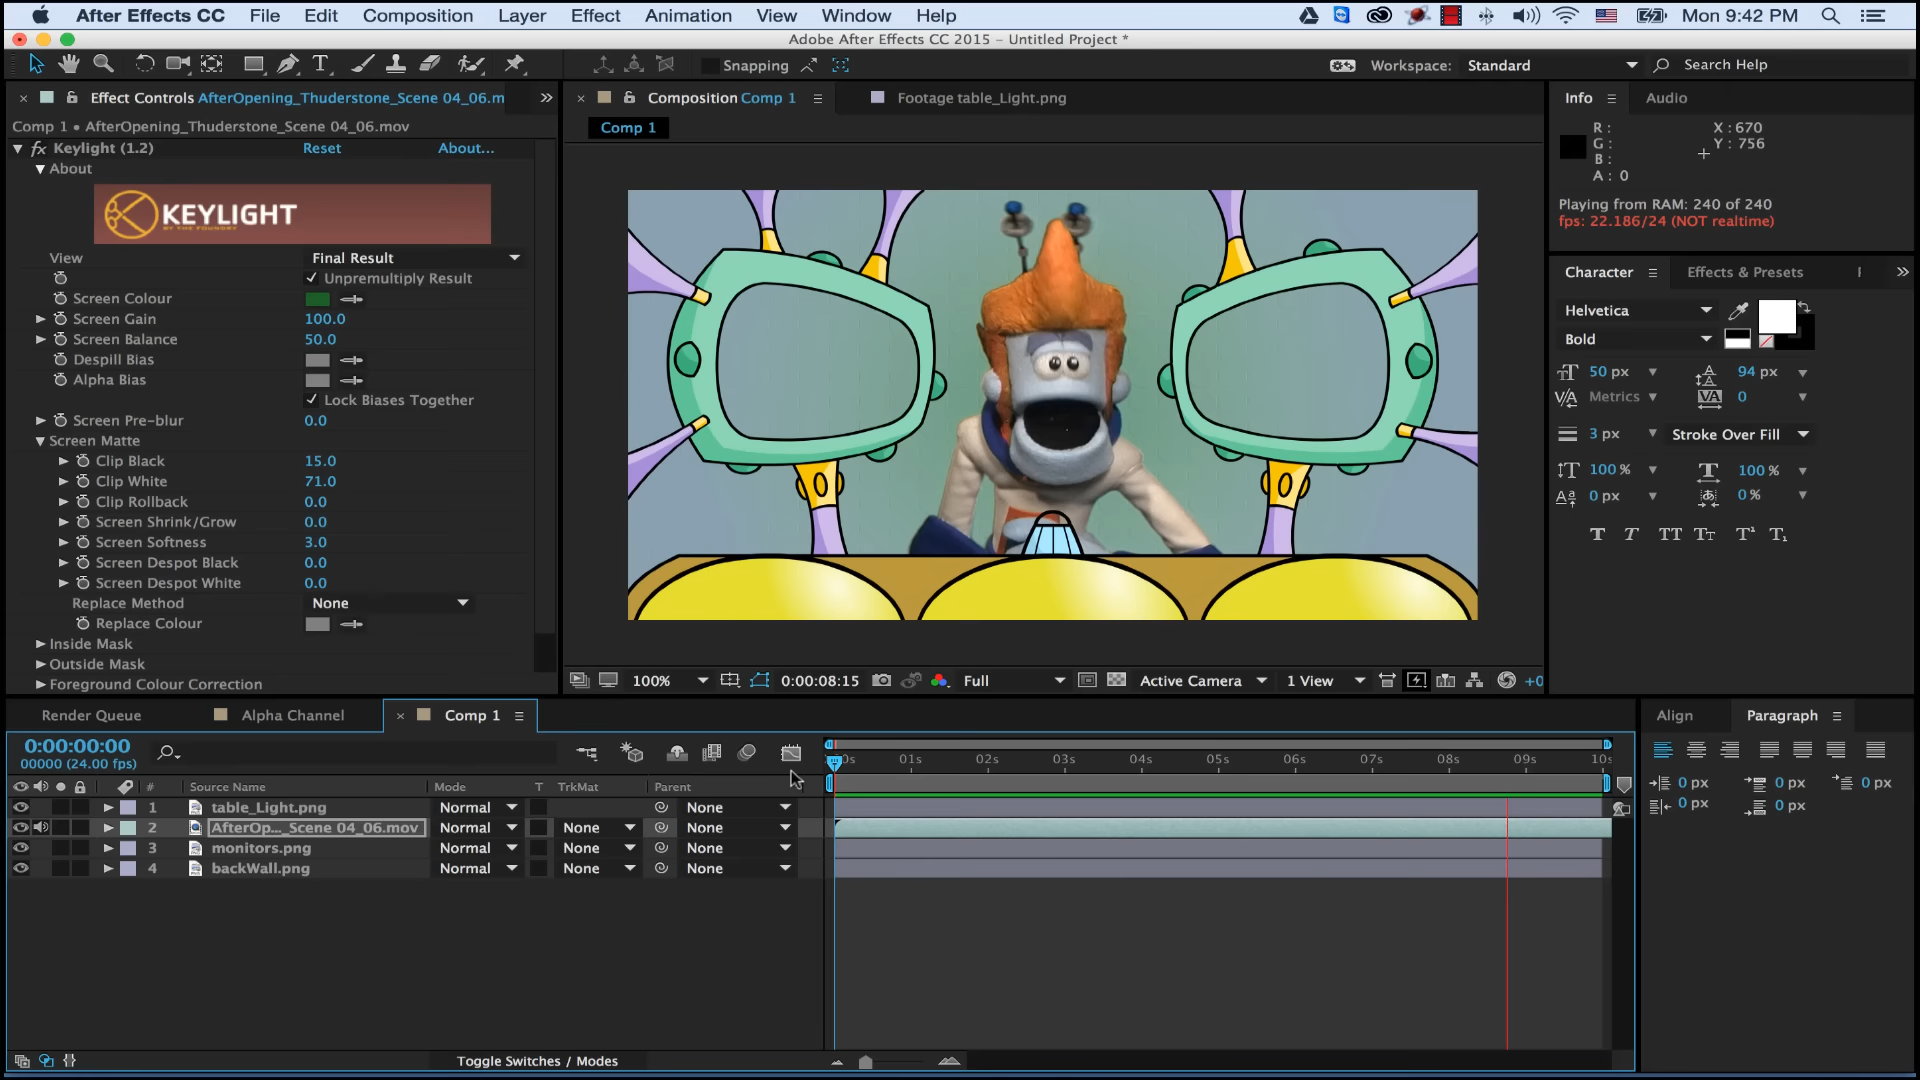 After Effects CC File Edit Composition Layer Effect Animation View Window Help Mon 9:42 PM
Adobe After Effects CC 2015 – Untitled Project *
Snapping Workspace: Standard Search Help
Effect Controls AfterOpening_Thuderstone_Scene 04_06.m
Comp 1 • AfterOpening_Thuderstone_Scene 04_06.mov
fx Keylight (1.2) Reset About...
About
KEYLIGHT
BY THE FOUNDRY
View Final Result
Unpremultiply Result
Screen Colour
Screen Gain 100.0
Screen Balance 50.0
Despill Bias
Alpha Bias
Lock Biases Together
Screen Pre-blur 0.0
Screen Matte
Clip Black 15.0
Clip White 71.0
Clip Rollback 0.0
Screen Shrink/Grow 0.0
Screen Softness 3.0
Screen Despot Black 0.0
Screen Despot White 0.0
Replace Method None
Replace Colour
Inside Mask
Outside Mask
Foreground Colour Correction
Composition Comp 1 Footage table_Light.png
Comp 1
100% 0:00:08:15 Full Active Camera 1 View +0
Info Audio
R : X : 670
G : Y : 756
B :
A : 0
Playing from RAM: 240 of 240
fps: 22.186/24 (NOT realtime)
Character Effects & Presets
Helvetica
Bold
50 px 94 px
Metrics 0
3 px Stroke Over Fill
100 % 100 %
0 px 0 %
T T TT TT T¹ T₁
Render Queue Alpha Channel Comp 1
0:00:00:00
00000 (24.00 fps)
0s 01s 02s 03s 04s 05s 06s 07s 08s 09s 10s
# Source Name Mode T TrkMat Parent
1 table_Light.png Normal None
2 AfterOp..._Scene 04_06.mov Normal None None
3 monitors.png Normal None None
4 backWall.png Normal None None
Toggle Switches / Modes
Align Paragraph
0 px 0 px 0 px
0 px 0 px